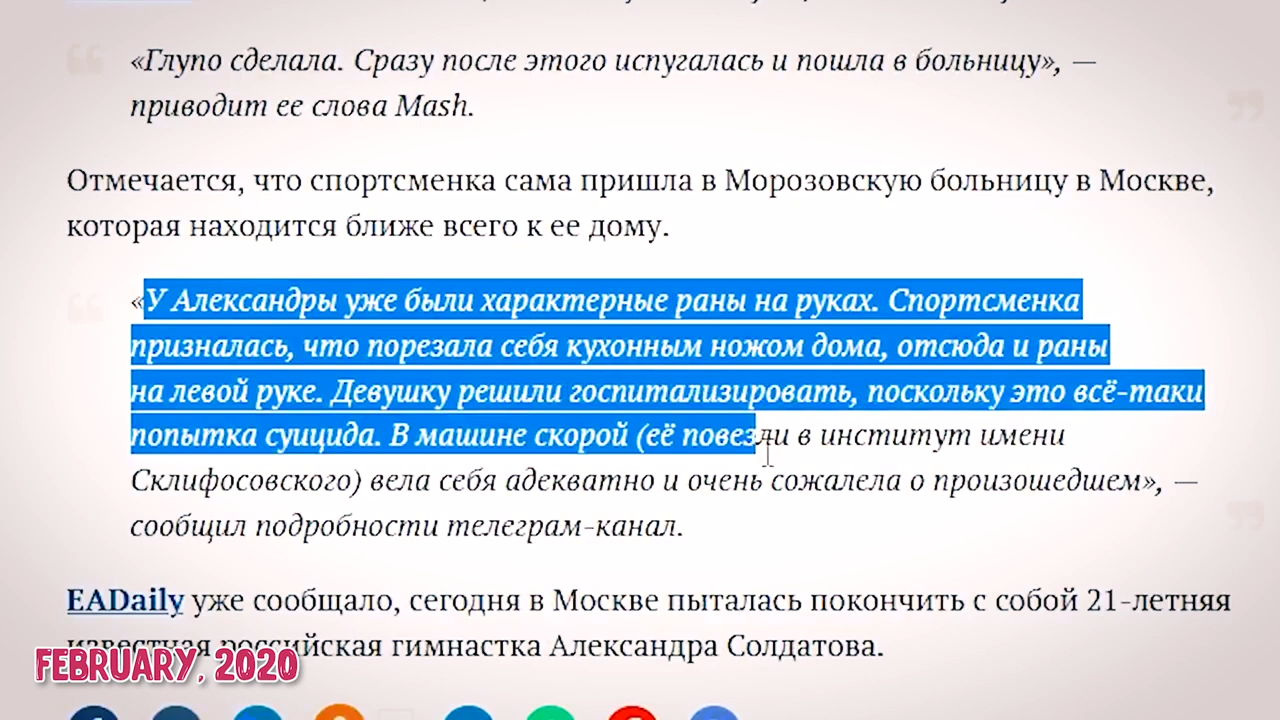 «Глупо сделала. Сразу после этого испугалась и пошла в больницу», —
приводит ее слова Mash.
Отмечается, что спортсменка сама пришла в Морозовскую больницу в Москве,
которая находится ближе всего к ее дому.
«У Александры уже были характерные раны на руках. Спортсменка
призналась, что порезала себя кухонным ножом дома, отсюда и раны
на левой руке. Девушку решили госпитализировать, поскольку это всё-таки
попытка суицида. В машине скорой (её повезли в институт имени
Склифосовского) вела себя адекватно и очень сожалела о произошедшем», —
сообщил подробности телеграм-канал.
EADaily уже сообщало, сегодня в Москве пыталась покончить с собой 21-летняя
известная российская гимнастка Александра Солдатова.
FEBRUARY, 2020